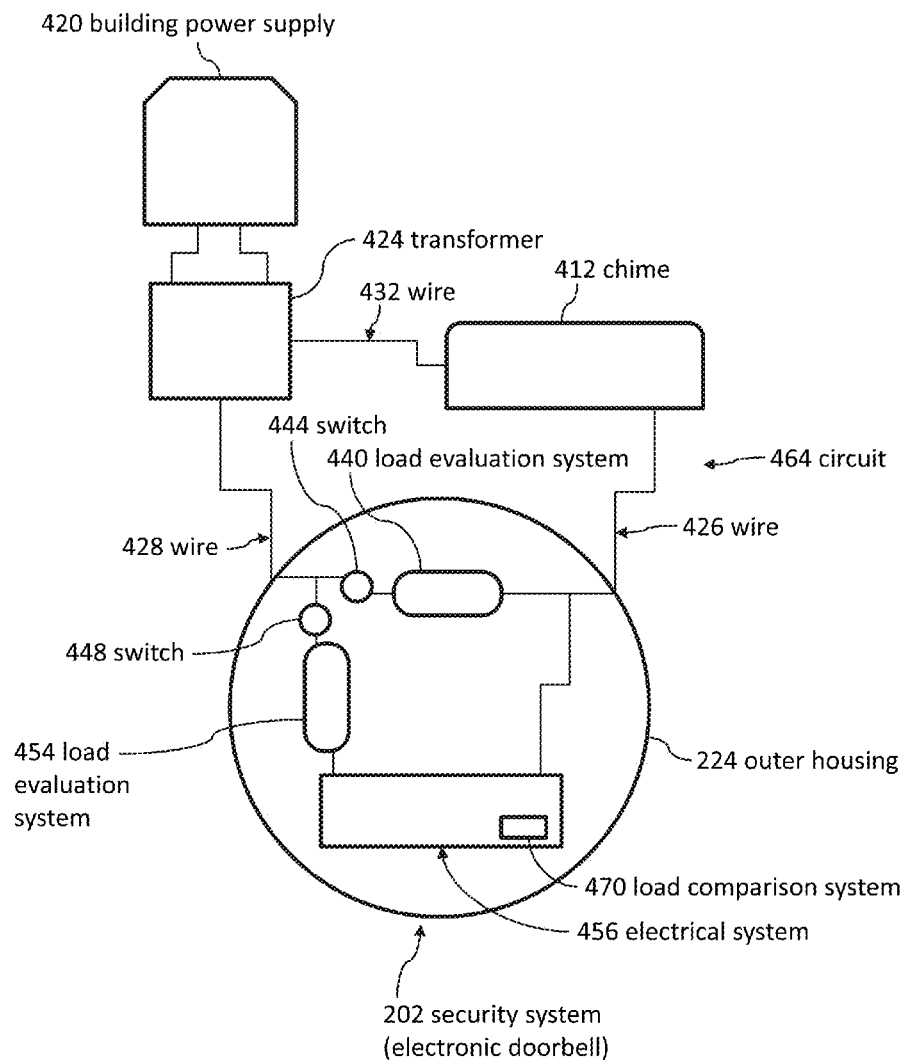 420 building power supply
424 transformer
412 chime
432 wire
444 switch
440 load evaluation system
464 circuit
428 wire
426 wire
448 switch
454 load
evaluation
system
224 outer housing
470 load comparison system
456 electrical system
202 security system
(electronic doorbell)